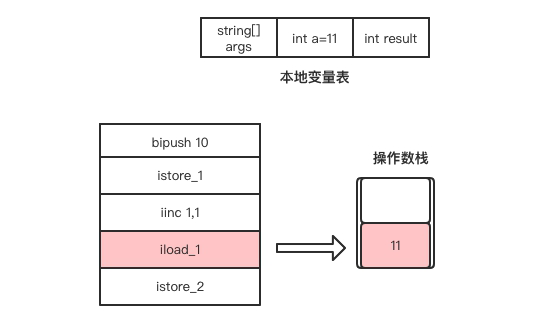 string[]
args
int a=11
int result
本地变量表
bipush 10
istore_1
iinc 1,1
iload_1
istore_2
操作数栈
11